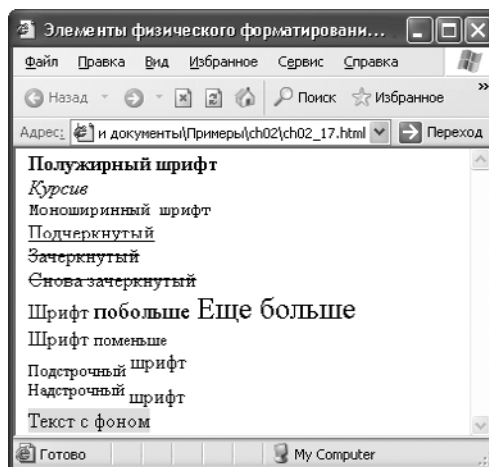 Элементы физического форматировани...
Файл Правка Вид Избранное Сервис Справка
Назад Поиск Избранное »
Адрес: и документы\Примеры\ch02\ch02_17.html Переход
Полужирный шрифт
Курсив
Моноширинный шрифт
Подчеркнутый
Зачеркнутый
Снова зачеркнутый
Шрифт побольше Еще больше
Шрифт поменьше
Подстрочный шрифт
Надстрочный шрифт
Текст с фоном
Готово My Computer